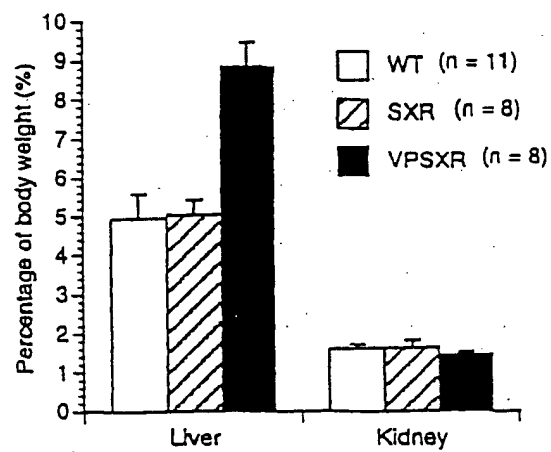 Percentage of body weight (%)
10
9
8
7
6
5
4
3
2
1
0
WT (n = 11)
SXR (n = 8)
VPSXR (n = 8)
Liver
Kidney